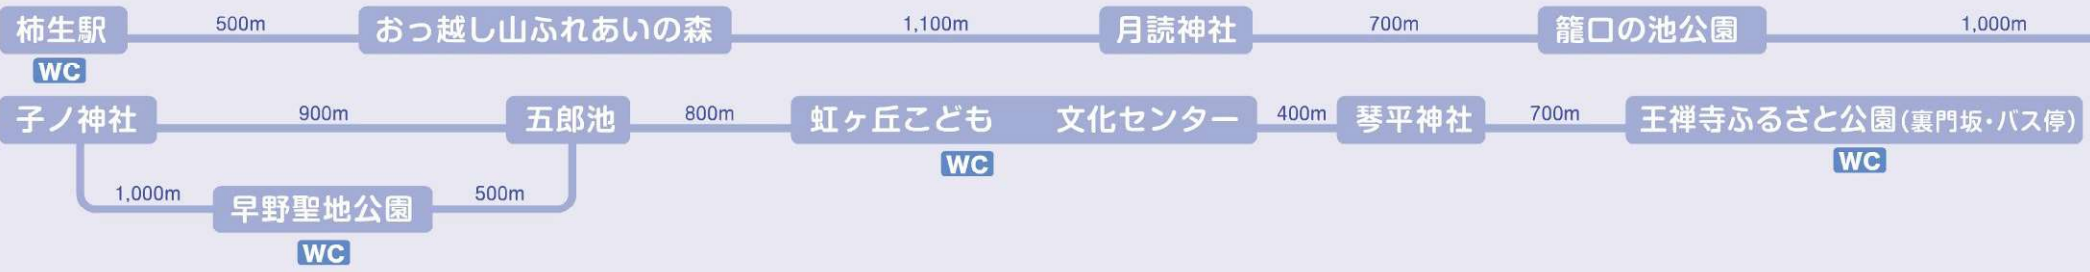 柿生駅 500m おっ越し山ふれあいの森 1,100m 月読神社 700m 籠口の池公園 1,000m
WC
子ノ神社 900m 五郎池 800m 虹ヶ丘こども 文化センター 400m 琴平神社 700m 王禅寺ふるさと公園(裏門坂・バス停)
WC WC
1,000m 早野聖地公園 500m
WC